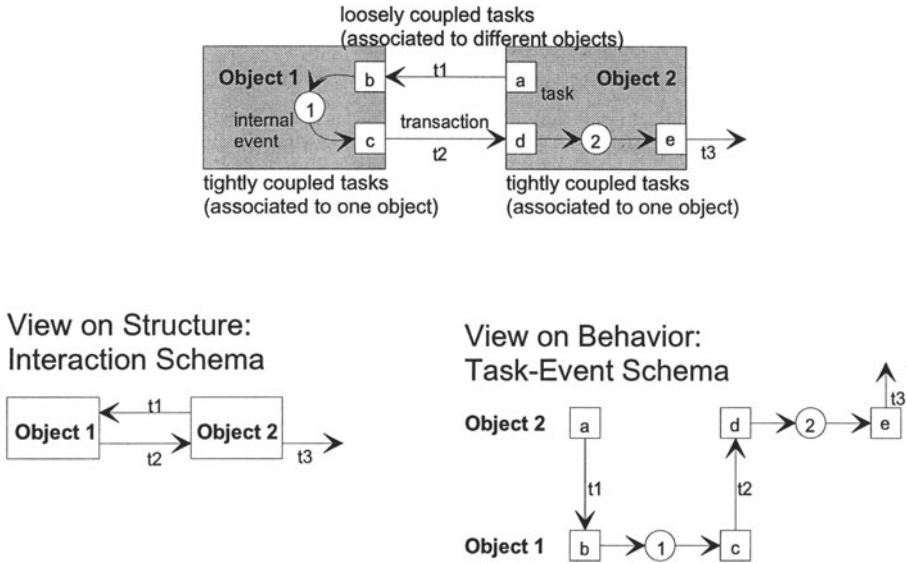 loosely coupled tasks
(associated to different objects)
Object 1
b
t1
a
Object 2
task
1
internal
event
c
transaction
t2
d
2
e
t3
tightly coupled tasks
(associated to one object)
tightly coupled tasks
(associated to one object)
View on Structure:
Interaction Schema
Object 1
t1
t2
Object 2
t3
View on Behavior:
Task-Event Schema
Object 2
a
d
2
e
t3
t1
t2
Object 1
b
1
c